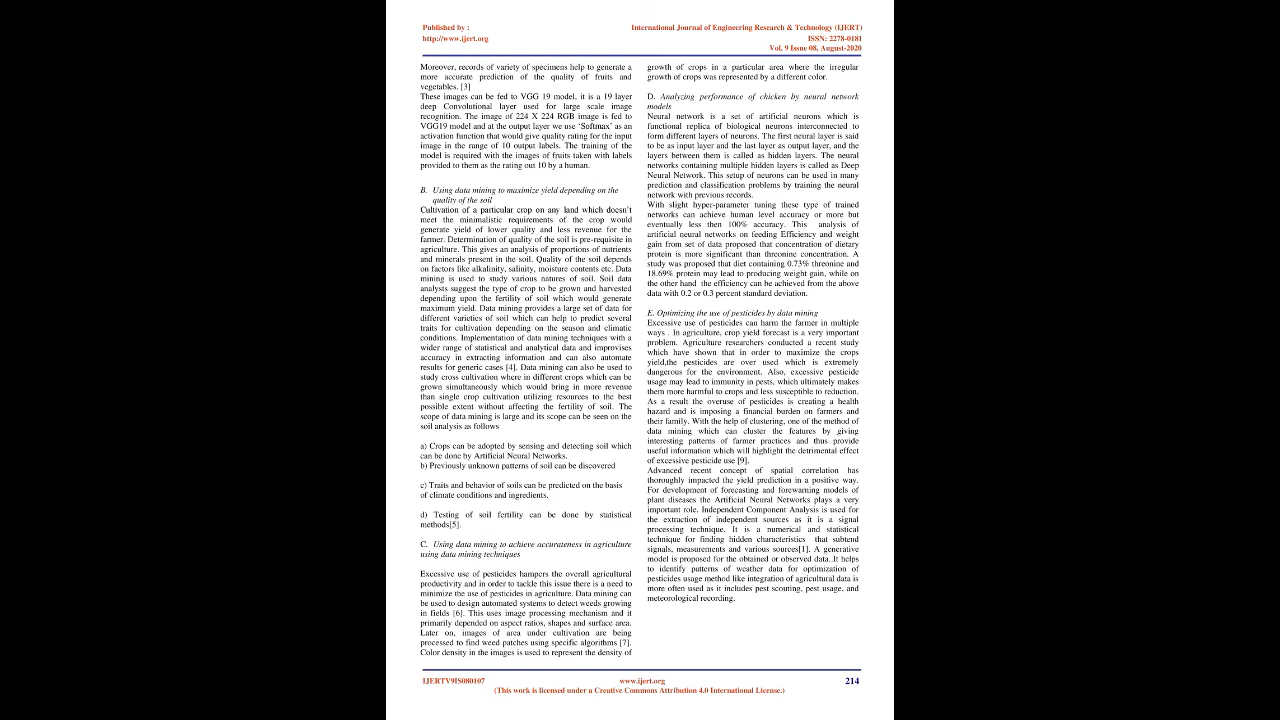 Published by :
http://www.ijert.org
International Journal of Engineering Research & Technology (IJERT)
ISSN: 2278-0181
Vol. 9 Issue 08, August-2020
Moreover, records of variety of specimens help to generate a
more accurate prediction of the quality of fruits and
vegetables. [3]
These images can be fed to VGG 19 model, it is a 19 layer
deep Convolutional layer used for large scale image
recognition. The image of 224 X 224 RGB image is fed to
VGG19 model and at the output layer we use ‘Softmax’ as an
activation function that would give quality rating for the input
image in the range of 10 output labels. The training of the
model is required with the images of fruits taken with labels
provided to them as the rating out 10 by a human.
B. Using data mining to maximize yield depending on the
quality of the soil
Cultivation of a particular crop on any land which doesn’t
meet the minimalistic requirements of the crop would
generate yield of lower quality and less revenue for the
farmer. Determination of quality of the soil is pre-requisite in
agriculture. This gives an analysis of proportions of nutrients
and minerals present in the soil. Quality of the soil depends
on factors like alkalinity, salinity, moisture contents etc. Data
mining is used to study various natures of soil. Soil data
analysts suggest the type of crop to be grown and harvested
depending upon the fertility of soil which would generate
maximum yield. Data mining provides a large set of data for
different varieties of soil which can help to predict several
traits for cultivation depending on the season and climatic
conditions. Implementation of data mining techniques with a
wider range of statistical and analytical data and improvises
accuracy in extracting information and can also automate
results for generic cases [4]. Data mining can also be used to
study cross cultivation where in different crops which can be
grown simultaneously which would bring in more revenue
than single crop cultivation utilizing resources to the best
possible extent without affecting the fertility of soil. The
scope of data mining is large and its scope can be seen on the
soil analysis as follows
a) Crops can be adopted by sensing and detecting soil which
can be done by Artificial Neural Networks.
b) Previously unknown patterns of soil can be discovered
c) Traits and behavior of soils can be predicted on the basis
of climate conditions and ingredients.
d) Testing of soil fertility can be done by statistical
methods[5].
C. Using data mining to achieve accurateness in agriculture
using data mining techniques
Excessive use of pesticides hampers the overall agricultural
productivity and in order to tackle this issue there is a need to
minimize the use of pesticides in agriculture. Data mining can
be used to design automated systems to detect weeds growing
in fields [6]. This uses image processing mechanism and it
primarily depended on aspect ratios, shapes and surface area.
Later on, images of area under cultivation are being
processed to find weed patches using specific algorithms [7].
Color density in the images is used to represent the density of
growth of crops in a particular area where the irregular
growth of crops was represented by a different color.
D. Analyzing performance of chicken by neural network
models
Neural network is a set of artificial neurons which is
functional replica of biological neurons interconnected to
form different layers of neurons. The first neural layer is said
to be as input layer and the last layer as output layer, and the
layers between them is called as hidden layers. The neural
networks containing multiple hidden layers is called as Deep
Neural Network. This setup of neurons can be used in many
prediction and classification problems by training the neural
network with previous records.
With slight hyper-parameter tuning these type of trained
networks can achieve human level accuracy or more but
eventually less then 100% accuracy. This analysis of
artificial neural networks on feeding Efficiency and weight
gain from set of data proposed that concentration of dietary
protein is more significant than threonine concentration. A
study was proposed that diet containing 0.73% threonine and
18.69% protein may lead to producing weight gain, while on
the other hand the efficiency can be achieved from the above
data with 0.2 or 0.3 percent standard deviation.
E. Optimizing the use of pesticides by data mining
Excessive use of pesticides can harm the farmer in multiple
ways . In agriculture, crop yield forecast is a very important
problem. Agriculture researchers conducted a recent study
which have shown that in order to maximize the crops
yield,the pesticides are over used which is extremely
dangerous for the environment. Also, excessive pesticide
usage may lead to immunity in pests, which ultimately makes
them more harmful to crops and less susceptible to reduction.
As a result the overuse of pesticides is creating a health
hazard and is imposing a financial burden on farmers and
their family. With the help of clustering, one of the method of
data mining which can cluster the features by giving
interesting patterns of farmer practices and thus provide
useful information which will highlight the detrimental effect
of excessive pesticide use [9].
Advanced recent concept of spatial correlation has
thoroughly impacted the yield prediction in a positive way.
For development of forecasting and forewarning models of
plant diseases the Artificial Neural Networks plays a very
important role. Independent Component Analysis is used for
the extraction of independent sources as it is a signal
processing technique. It is a numerical and statistical
technique for finding hidden characteristics that subtend
signals, measurements and various sources[1]. A generative
model is proposed for the obtained or observed data..It helps
to identify patterns of weather data for optimization of
pesticides usage method like integration of agricultural data is
more often used as it includes pest scouting, pest usage, and
meteorological recording.
IJERTV9IS080107
www.ijert.org
214
(This work is licensed under a Creative Commons Attribution 4.0 International License.)